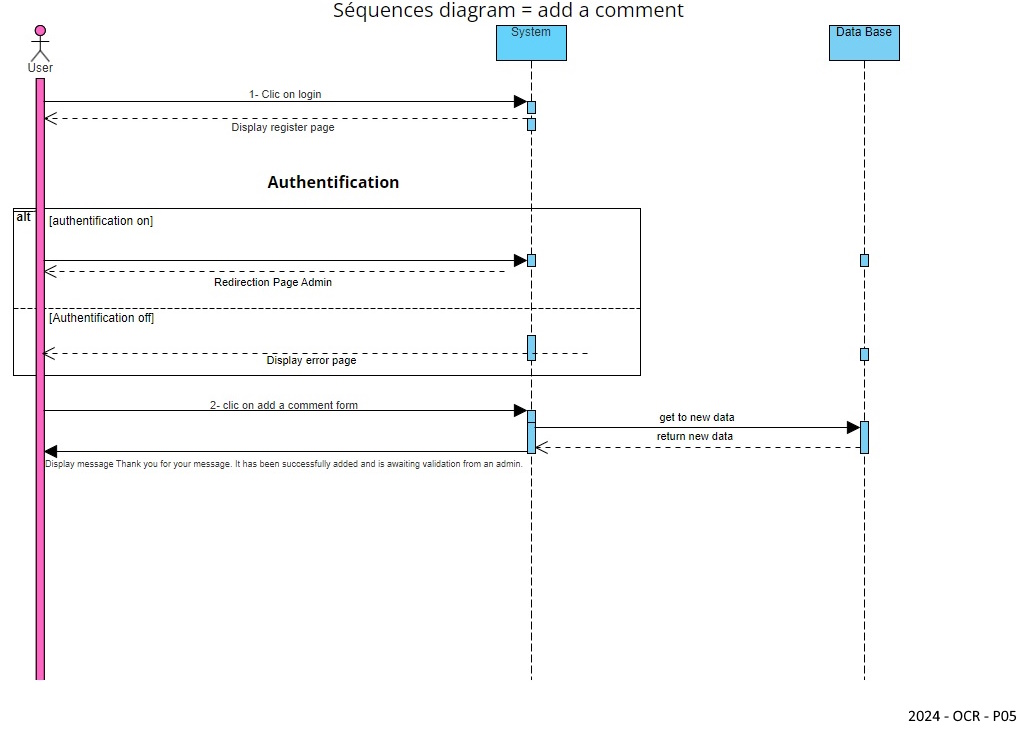 Séquences diagram = add a comment
System
Data Base
User
1- Clic on login
Display register page
Authentification
alt
[authentification on]
Redirection Page Admin
[Authentification off]
Display error page
2- clic on add a comment form
get to new data
return new data
Display message Thank you for your message. It has been successfully added and is awaiting validation from an admin.
2024 - OCR - P05